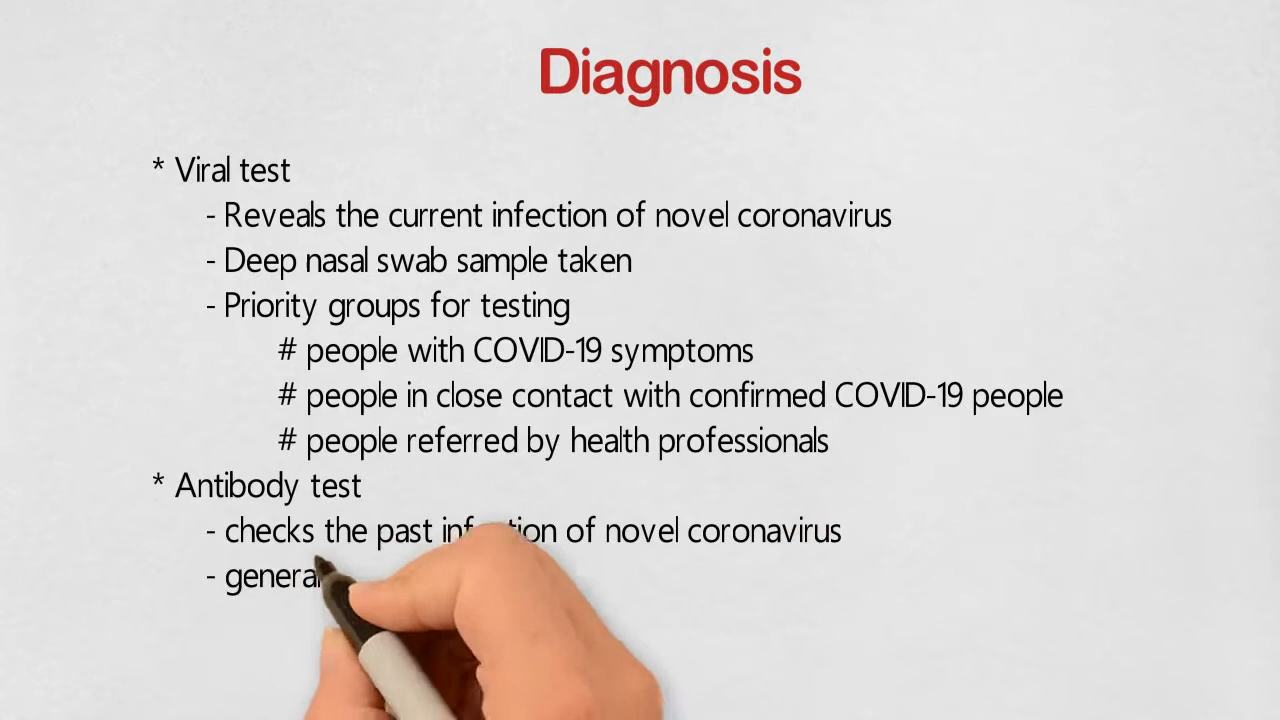 Diagnosis
* Viral test
- Reveals the current infection of novel coronavirus
- Deep nasal swab sample taken
- Priority groups for testing
# people with COVID-19 symptoms
# people in close contact with confirmed COVID-19 people
# people referred by health professionals
* Antibody test
- checks the past infection of novel coronavirus
- genera